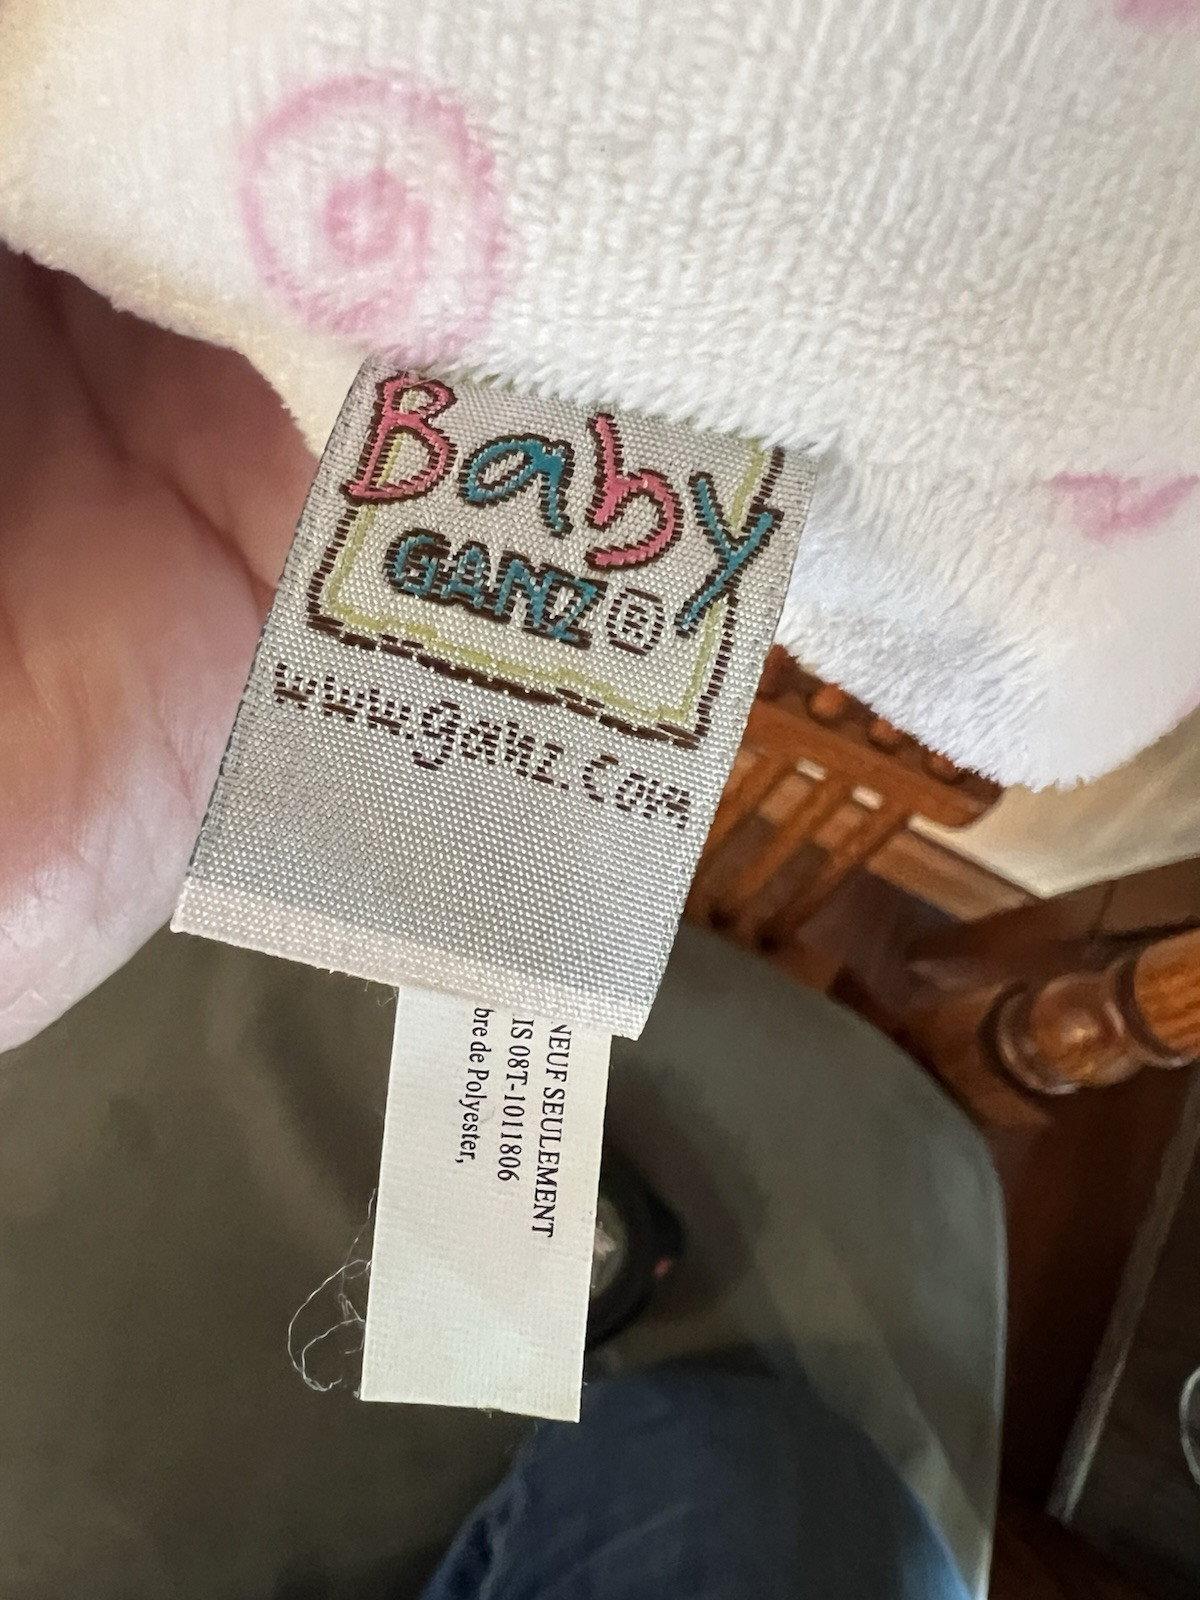 Baby
GANZ®
www.ganz.com
NEUF SEULEMENT
IS 08T-1011806
bre de Polyester,